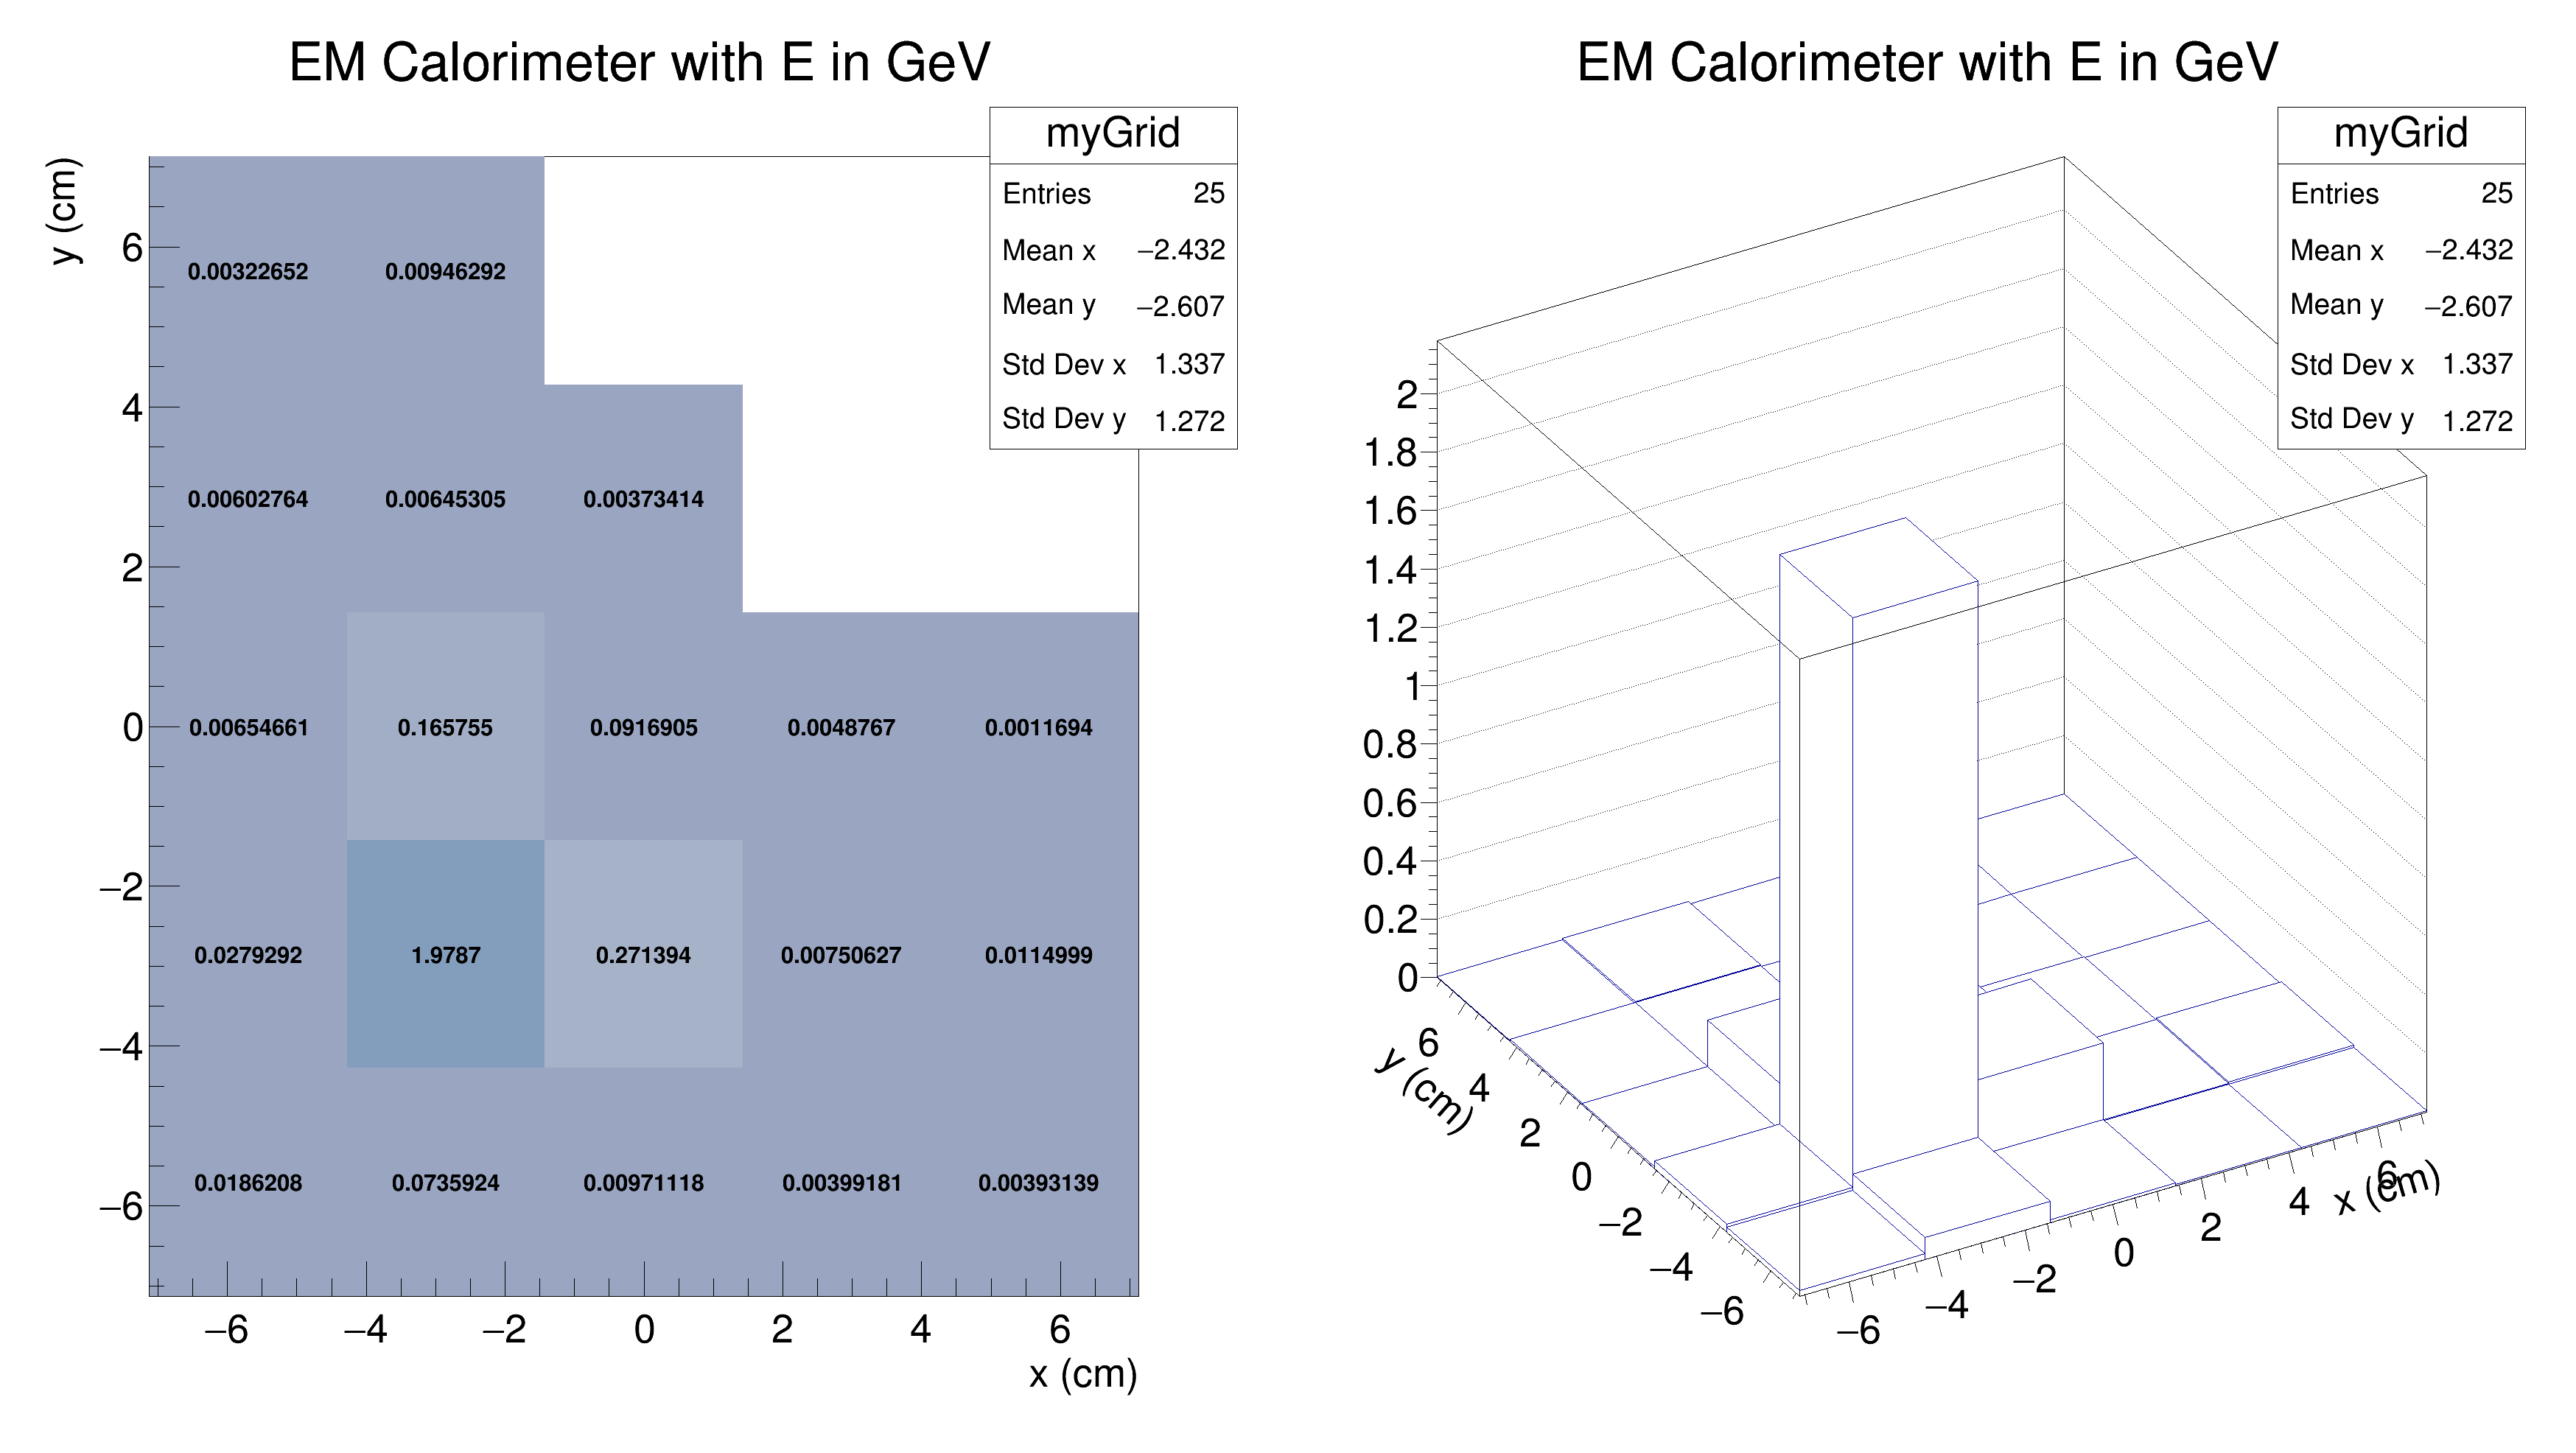 EM Calorimeter with E in GeV
myGrid
Entries 25
Mean x −2.432
Mean y −2.607
Std Dev x 1.337
Std Dev y 1.272
y (cm)
6
4
2
0
−2
−4
−6
0.00322652 0.00946292
0.00602764 0.00645305 0.00373414
0.00654661 0.165755 0.0916905 0.0048767 0.0011694
0.0279292 1.9787 0.271394 0.00750627 0.0114999
0.0186208 0.0735924 0.00971118 0.00399181 0.00393139
−6 −4 −2 0 2 4 6
x (cm)
EM Calorimeter with E in GeV
myGrid
Entries 25
Mean x −2.432
Mean y −2.607
Std Dev x 1.337
Std Dev y 1.272
2
1.8
1.6
1.4
1.2
1
0.8
0.6
0.4
0.2
0
y (cm)
6
4
2
0
−2
−4
−6
−6 −4 −2 0 2 4 6
x (cm)